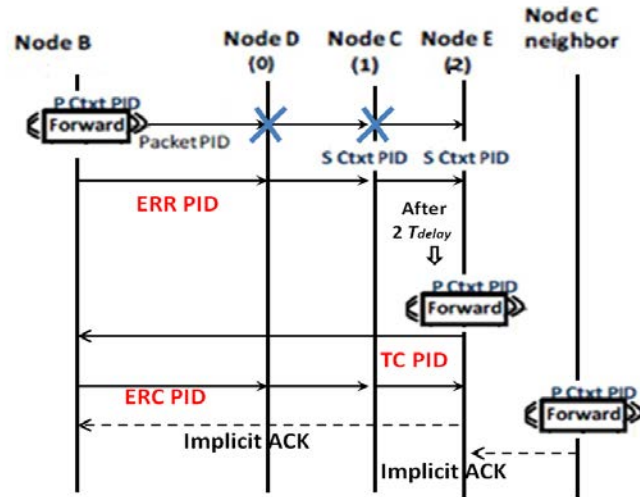 Node B
Node D
(0)
Node C
(1)
Node E
(2)
Node C
neighbor
P Ctxt PID
Forward
Packet PID
S Ctxt PID
S Ctxt PID
ERR PID
After
2 Tdelay
P Ctxt PID
Forward
TC PID
ERC PID
P Ctxt PID
Forward
Implicit ACK
Implicit ACK